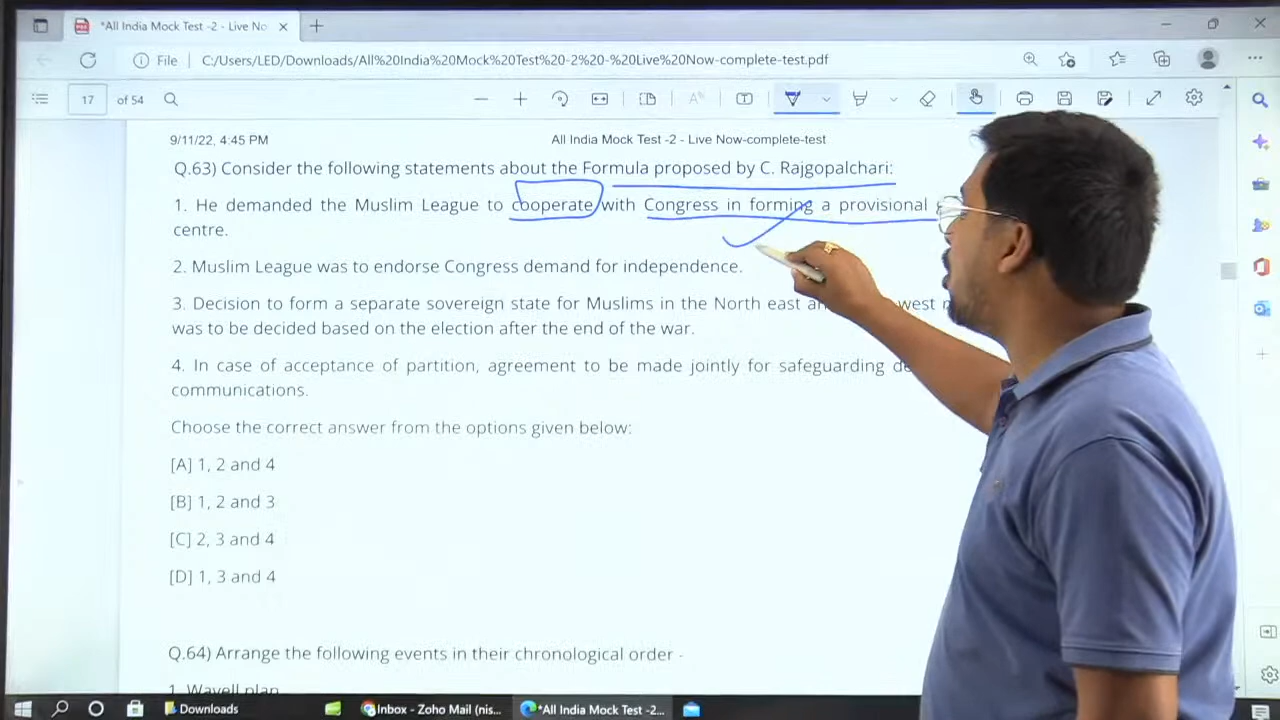 *All India Mock Test -2 - Live No
File C:/Users/LED/Downloads/All%20India%20Mock%20Test%20-2%20-%20Live%20Now-complete-test.pdf
17 of 54
9/11/22, 4:45 PM All India Mock Test -2 - Live Now-complete-test
Q.63) Consider the following statements about the Formula proposed by C. Rajgopalchari:
1. He demanded the Muslim League to cooperate with Congress in forming a provisional
centre.
2. Muslim League was to endorse Congress demand for independence.
3. Decision to form a separate sovereign state for Muslims in the North east west
was to be decided based on the election after the end of the war.
4. In case of acceptance of partition, agreement to be made jointly for safeguarding
communications.
Choose the correct answer from the options given below:
[A] 1, 2 and 4
[B] 1, 2 and 3
[C] 2, 3 and 4
[D] 1, 3 and 4
Q.64) Arrange the following events in their chronological order -
1. Wavell plan
Downloads Inbox - Zoho Mail (nis... *All India Mock Test -2...